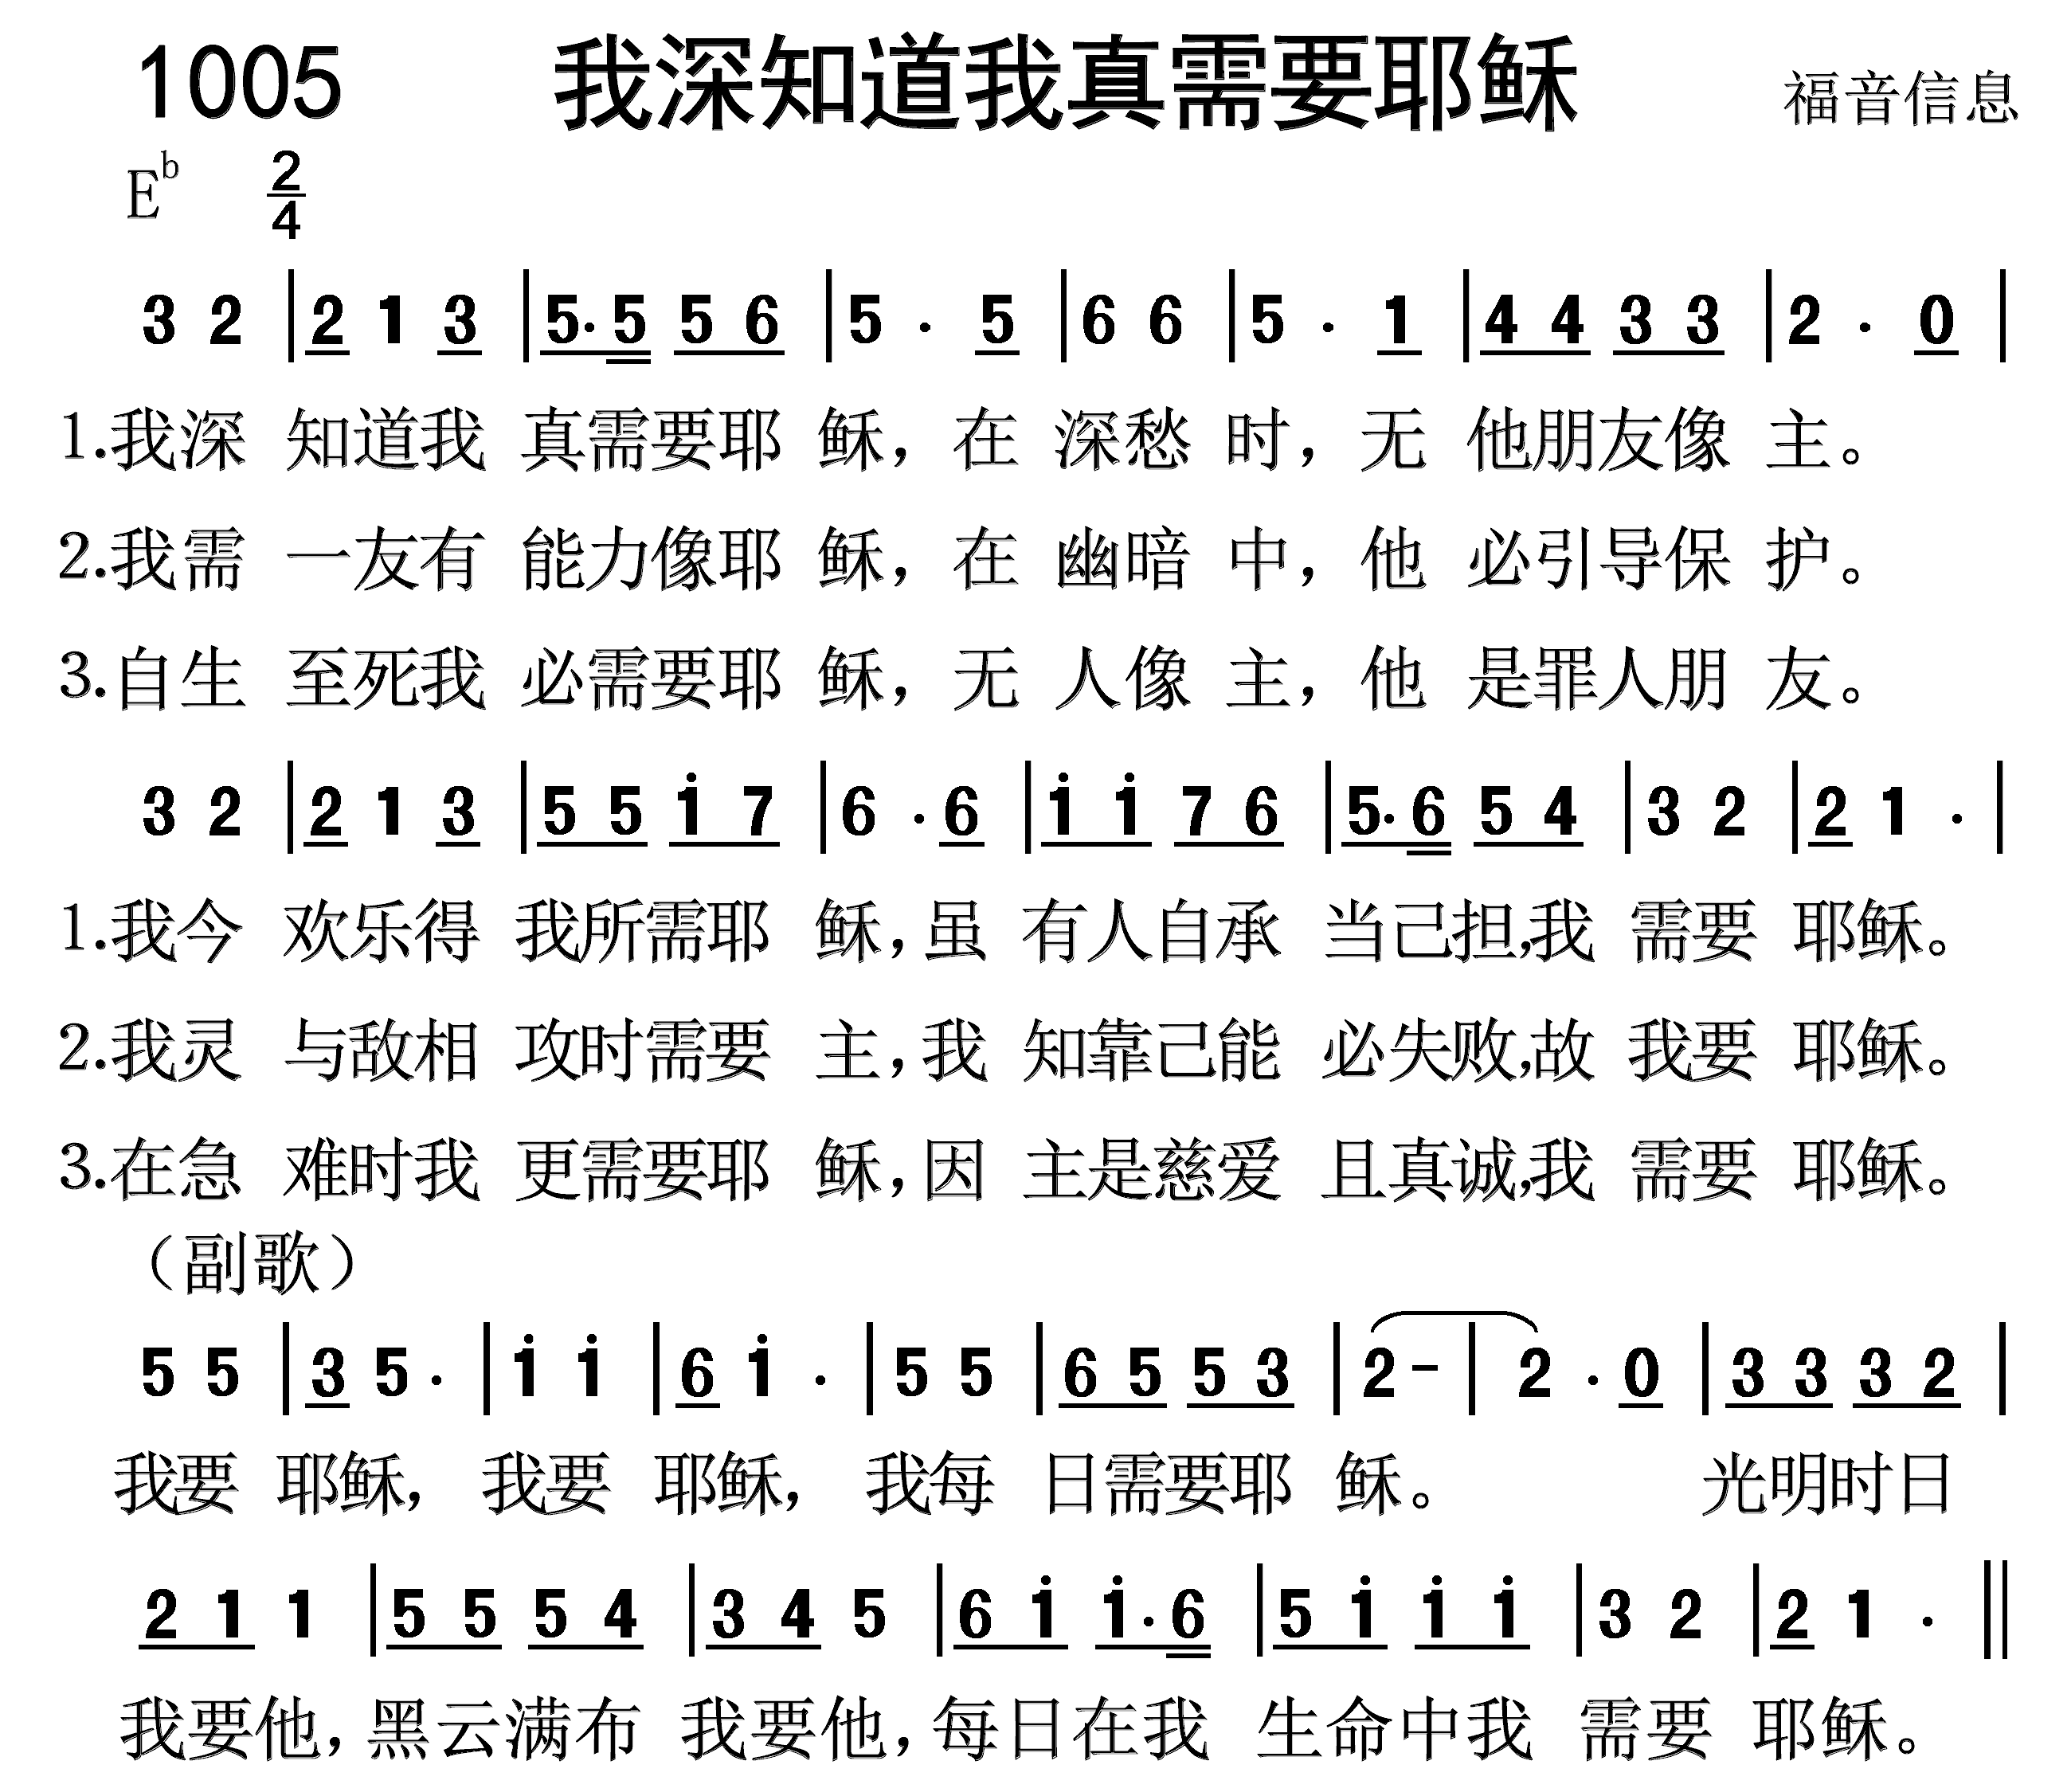 1005 我深知道我真需要耶稣 福音信息
E♭ 2/4
3 2 | 2 1 3 | 5· 5 5 6 | 5 · 5 | 6 6 | 5 · 1 | 4 4 3 3 | 2 · 0 |
1.我深 知道我 真需要耶 稣，在 深愁 时，无 他朋友像 主。
2.我需 一友有 能力像耶 稣，在 幽暗 中，他 必引导保 护。
3.自生 至死我 必需要耶 稣，无 人像 主，他 是罪人朋 友。
3 2 | 2 1 3 | 5 5 i 7 | 6 · 6 | i i 7 6 | 5· 6 5 4 | 3 2 | 2 1 · |
1.我今 欢乐得 我所需耶 稣，虽 有人自承 当己担，我 需要 耶稣。
2.我灵 与敌相 攻时需要 主，我 知靠己能 必失败，故 我要 耶稣。
3.在急 难时我 更需要耶 稣，因 主是慈爱 且真诚，我 需要 耶稣。
（副歌）
5 5 | 3 5 · | i i | 6 i · | 5 5 | 6 5 5 3 | 2 - | 2 · 0 | 3 3 3 2 |
我要 耶稣， 我要 耶稣， 我每 日需要耶 稣。 光明时日
2 1 1 | 5 5 5 4 | 3 4 5 | 6 i i· 6 | 5 i i i | 3 2 | 2 1 · ||
我要他，黑云满布 我要他，每日在我 生命中我 需要 耶稣。